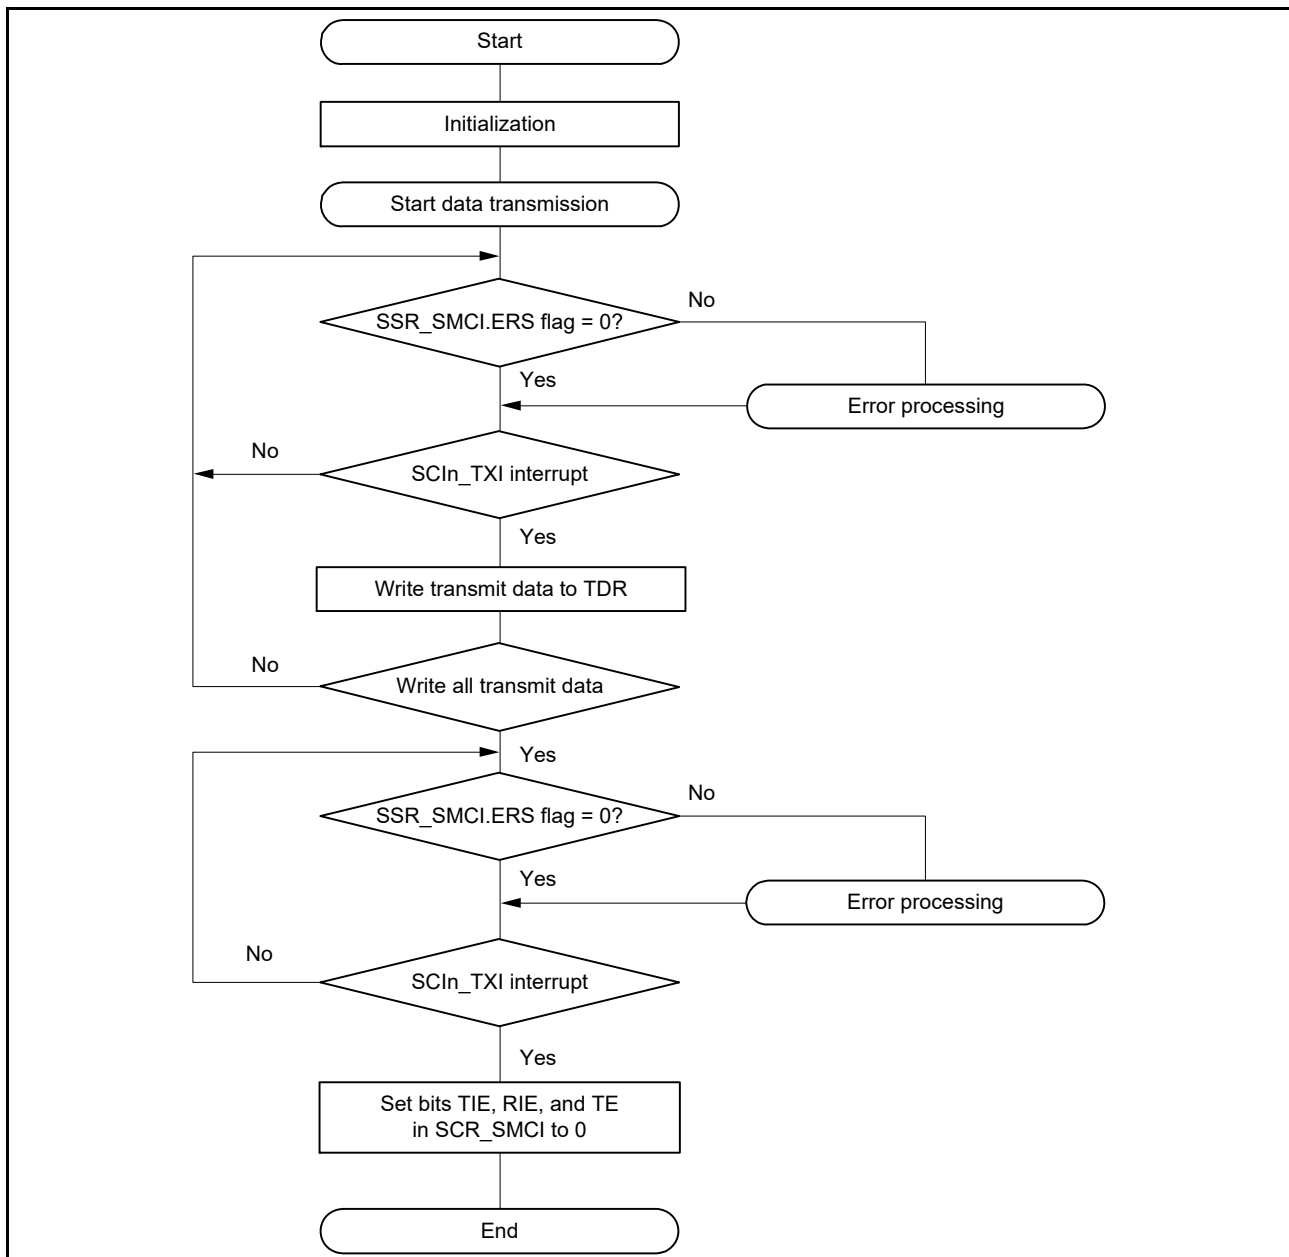 Start
Initialization
Start data transmission
SSR_SMCI.ERS flag = 0?
No
Yes
Error processing
No
SCIn_TXI interrupt
Yes
Write transmit data to TDR
No
Write all transmit data
Yes
SSR_SMCI.ERS flag = 0?
No
Yes
Error processing
No
SCIn_TXI interrupt
Yes
Set bits TIE, RIE, and TE
in SCR_SMCI to 0
End